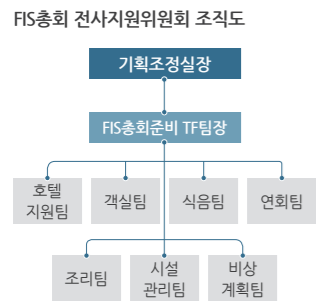 FIS총회 전사지원위원회 조직도
기획조정실장
FIS총회준비 TF팀장
호텔
지원팀
객실팀
식음팀
연회팀
조리팀
시설
관리팀
비상
계획팀